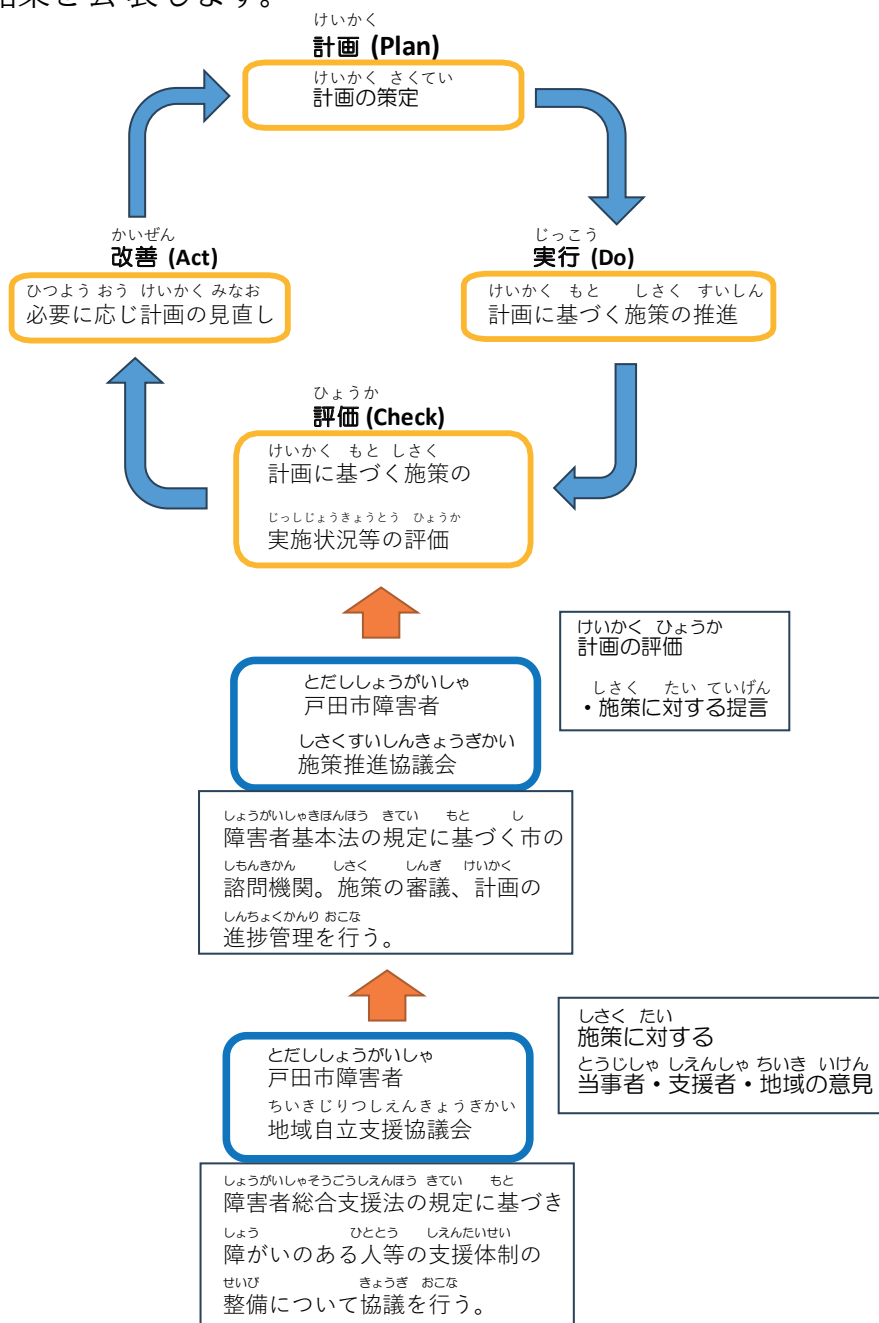 結果を公表します。
けいかく
計画 (Plan)
けいかく さくてい
計画の策定
かいぜん
改善 (Act)
ひつよう おう けいかく みなお
必要に応じ計画の見直し
じっこう
実行 (Do)
けいかく もと しさく すいしん
計画に基づく施策の推進
ひょうか
評価 (Check)
けいかく もと しさく
計画に基づく施策の
じっしじょうきょうとう ひょうか
実施状況等の評価
けいかく ひょうか
計画の評価
しさく たい ていげん
・施策に対する提言
とだししょうがいしゃ
戸田市障害者
しさくすいしんきょうぎかい
施策推進協議会
しょうがいしゃきほんほう きてい もと し
障害者基本法の規定に基づく市の
しもんきかん しさく しんぎ けいかく
諮問機関。施策の審議、計画の
しんちょくかんり おこな
進捗管理を行う。
しさく たい
施策に対する
とうじしゃ しえんしゃ ちいき いけん
当事者・支援者・地域の意見
とだししょうがいしゃ
戸田市障害者
ちいきじりつしえんきょうぎかい
地域自立支援協議会
しょうがいしゃそうごうしえんほう きてい もと
障害者総合支援法の規定に基づき
しょう ひととう しえんたいせい
障がいのある人等の支援体制の
せいび きょうぎ おこな
整備について協議を行う。